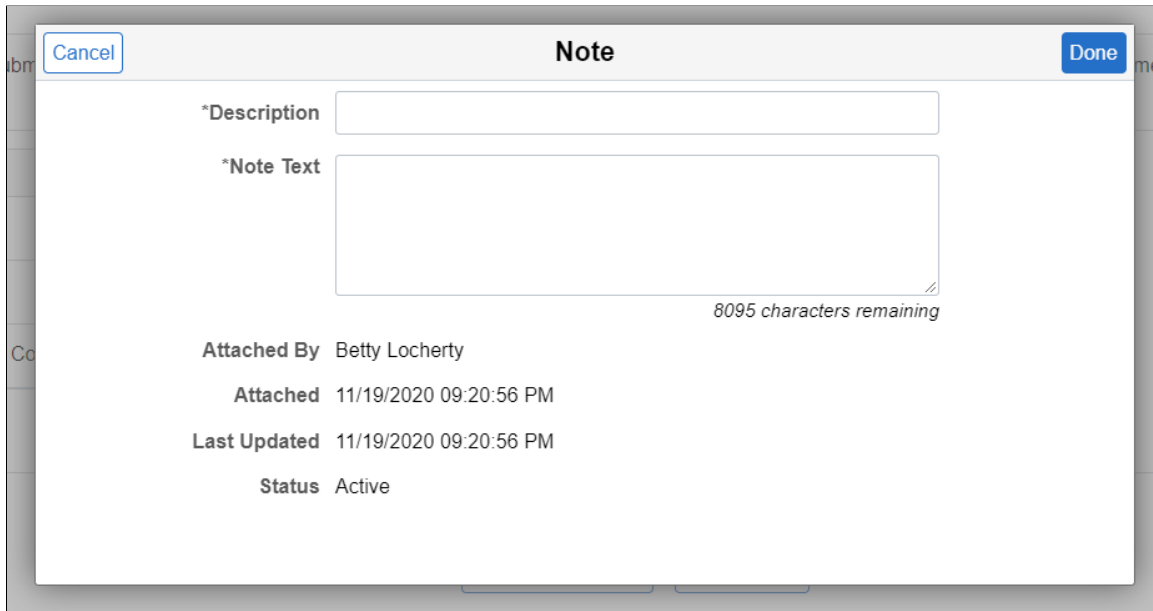 Cancel Note Done
*Description
*Note Text
8095 characters remaining
Attached By Betty Locherty
Attached 11/19/2020 09:20:56 PM
Last Updated 11/19/2020 09:20:56 PM
Status Active